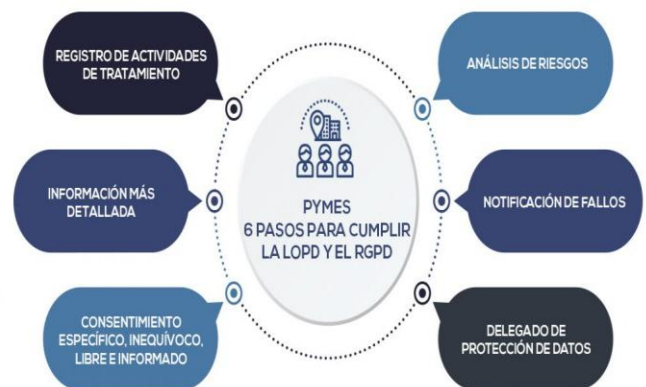 REGISTRO DE ACTIVIDADES
DE TRATAMIENTO
INFORMACIÓN MÁS
DETALLADA
CONSENTIMIENTO
ESPECÍFICO, INEQUÍVOCO,
LIBRE E INFORMADO
PYMES
6 PASOS PARA CUMPLIR
LA LOPD Y EL RGPD
ANÁLISIS DE RIESGOS
NOTIFICACIÓN DE FALLOS
DELEGADO DE
PROTECCIÓN DE DATOS